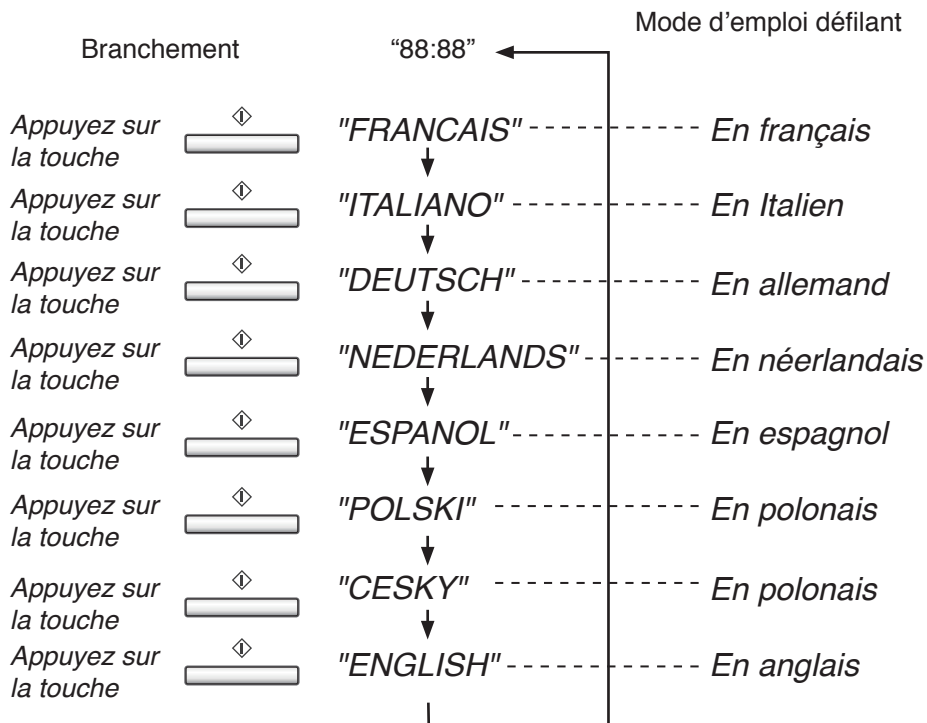 Mode d'emploi défilant
Branchement “88:88”
Appuyez sur
la touche
"FRANCAIS" En français
Appuyez sur
la touche
"ITALIANO" En Italien
Appuyez sur
la touche
"DEUTSCH" En allemand
Appuyez sur
la touche
"NEDERLANDS" En néerlandais
Appuyez sur
la touche
"ESPANOL" En espagnol
Appuyez sur
la touche
"POLSKI" En polonais
Appuyez sur
la touche
"CESKY" En polonais
Appuyez sur
la touche
"ENGLISH" En anglais